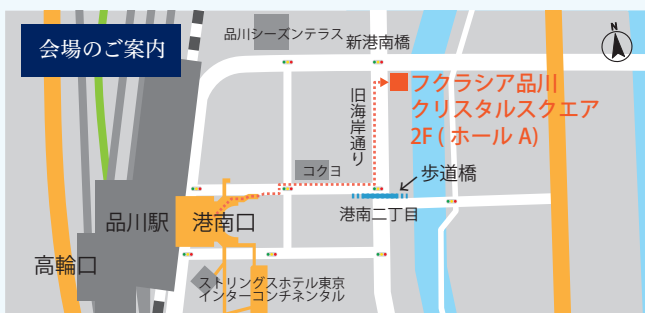 会場のご案内
品川シーズンテラス
新港南橋
N
フクラシア品川
クリスタルスクエア
2F ( ホール A)
旧海岸通り
コクヨ
歩道橋
品川駅
港南口
港南二丁目
高輪口
ストリングスホテル東京
インターコンチネンタル